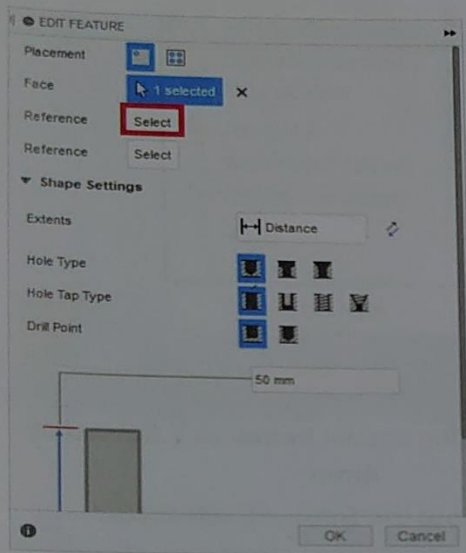 EDIT FEATURE
Placement
Face 1 selected
Reference Select
Reference Select
Shape Settings
Extents Distance
Hole Type
Hole Tap Type
Drill Point
50 mm
OK Cancel